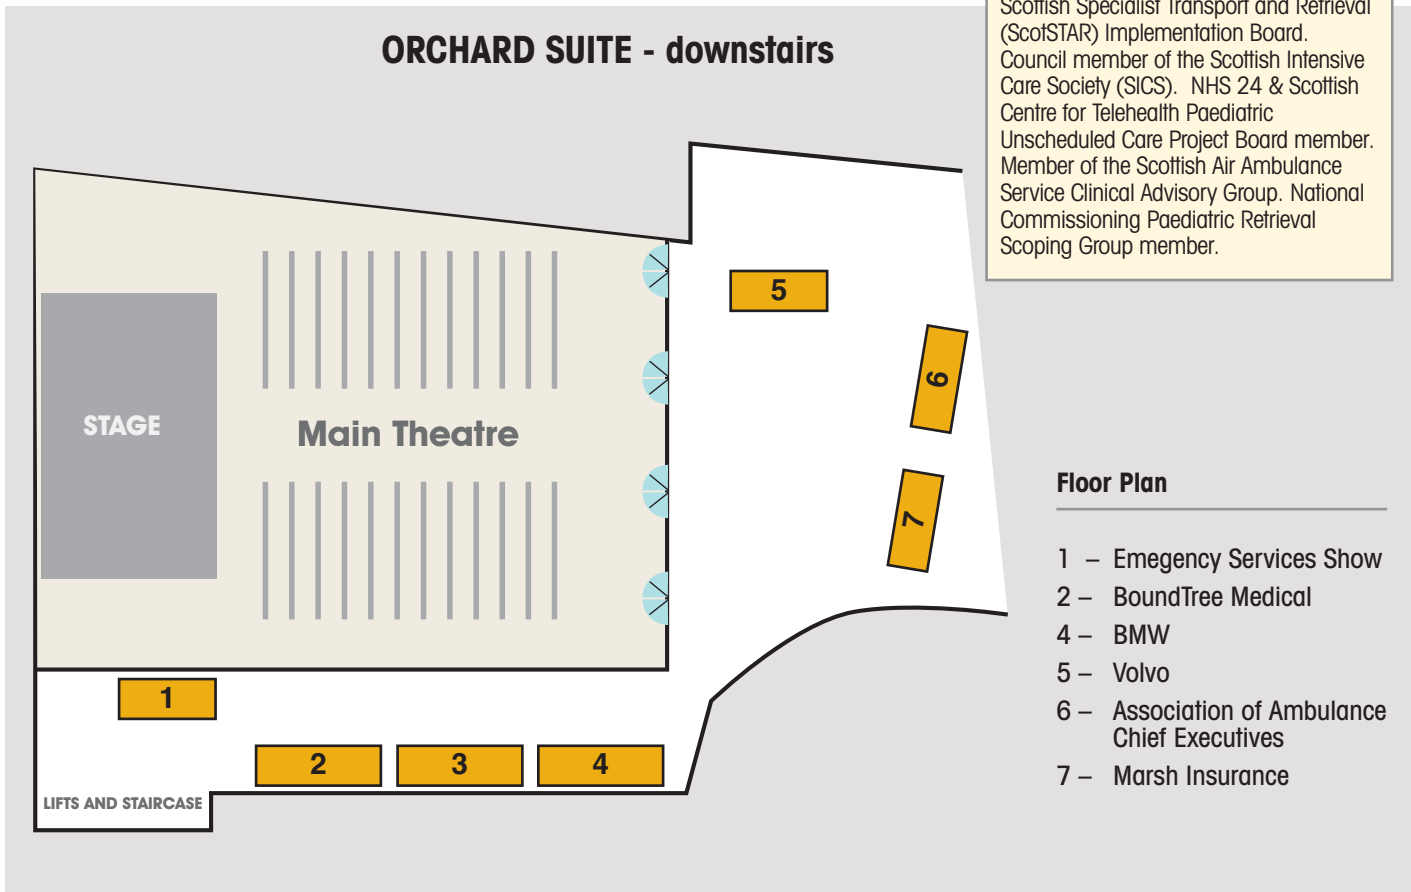 Scottish Specialist Transport and Retrieval
(ScotSTAR) Implementation Board.
Council member of the Scottish Intensive
Care Society (SICS).  NHS 24 & Scottish
Centre for Telehealth Paediatric
Unscheduled Care Project Board member.
Member of the Scottish Air Ambulance
Service Clinical Advisory Group. National
Commissioning Paediatric Retrieval
Scoping Group member.
ORCHARD SUITE - downstairs
STAGE
Main Theatre
5
6
7
1
2
3
4
LIFTS AND STAIRCASE
Floor Plan
1 – Emegency Services Show
2 – BoundTree Medical
4 – BMW
5 – Volvo
6 – Association of Ambulance
Chief Executives
7 – Marsh Insurance